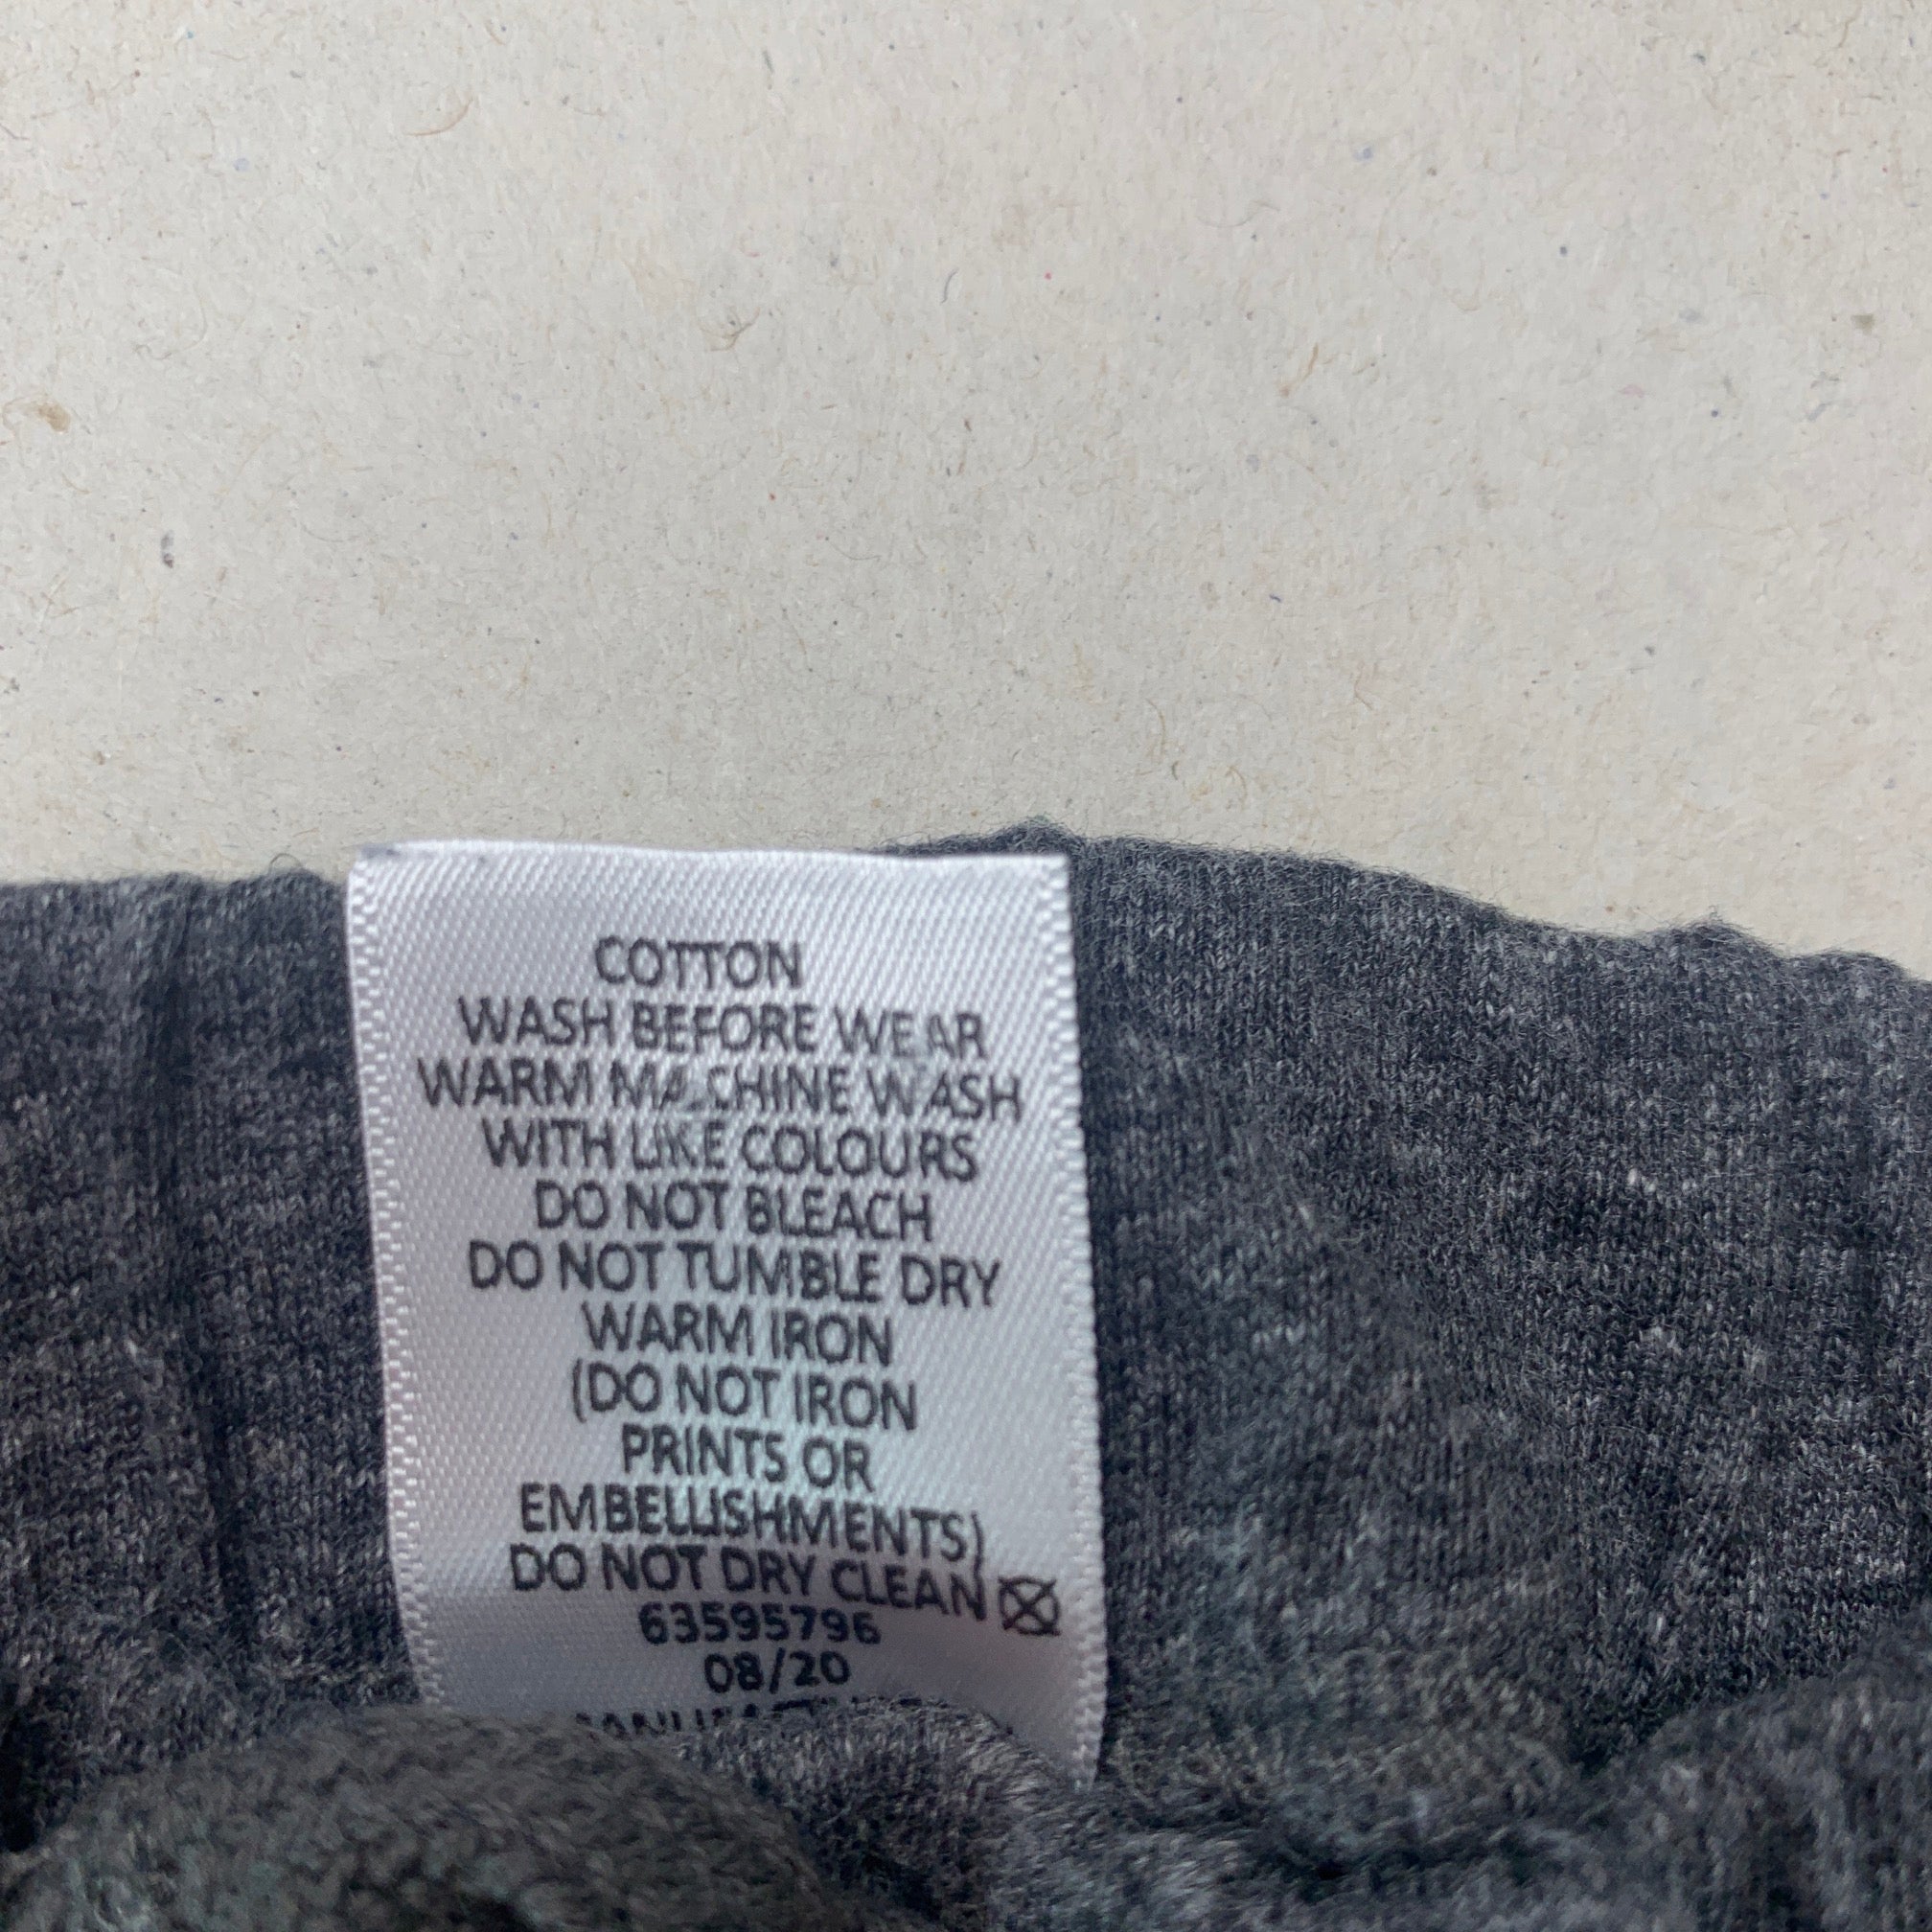 COTTON
WASH BEFORE WEAR
WARM MACHINE WASH
WITH LIKE COLOURS
DO NOT BLEACH
DO NOT TUMBLE DRY
WARM IRON
(DO NOT IRON
PRINTS OR
EMBELLISHMENTS)
DO NOT DRY CLEAN
63595796
08/20